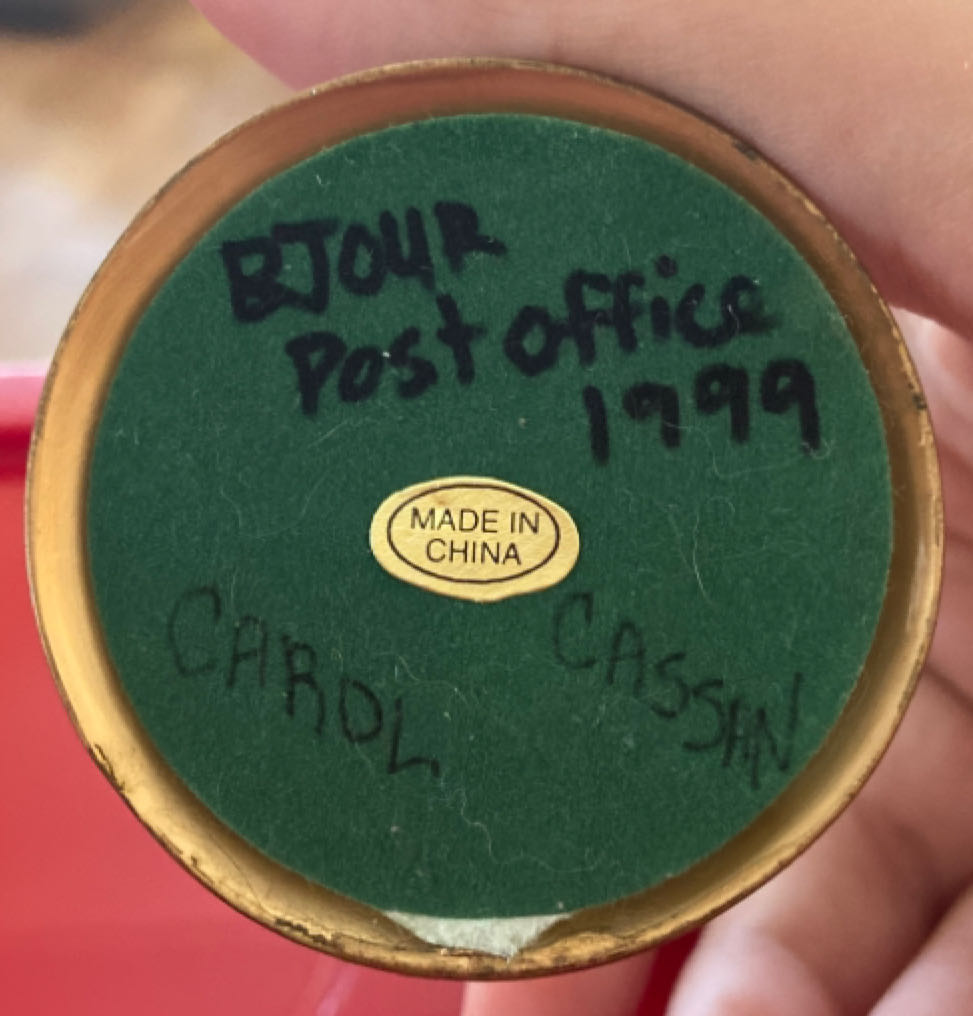 BJOUR
Post office
1999
MADE IN
CHINA
CAROL CASSAN